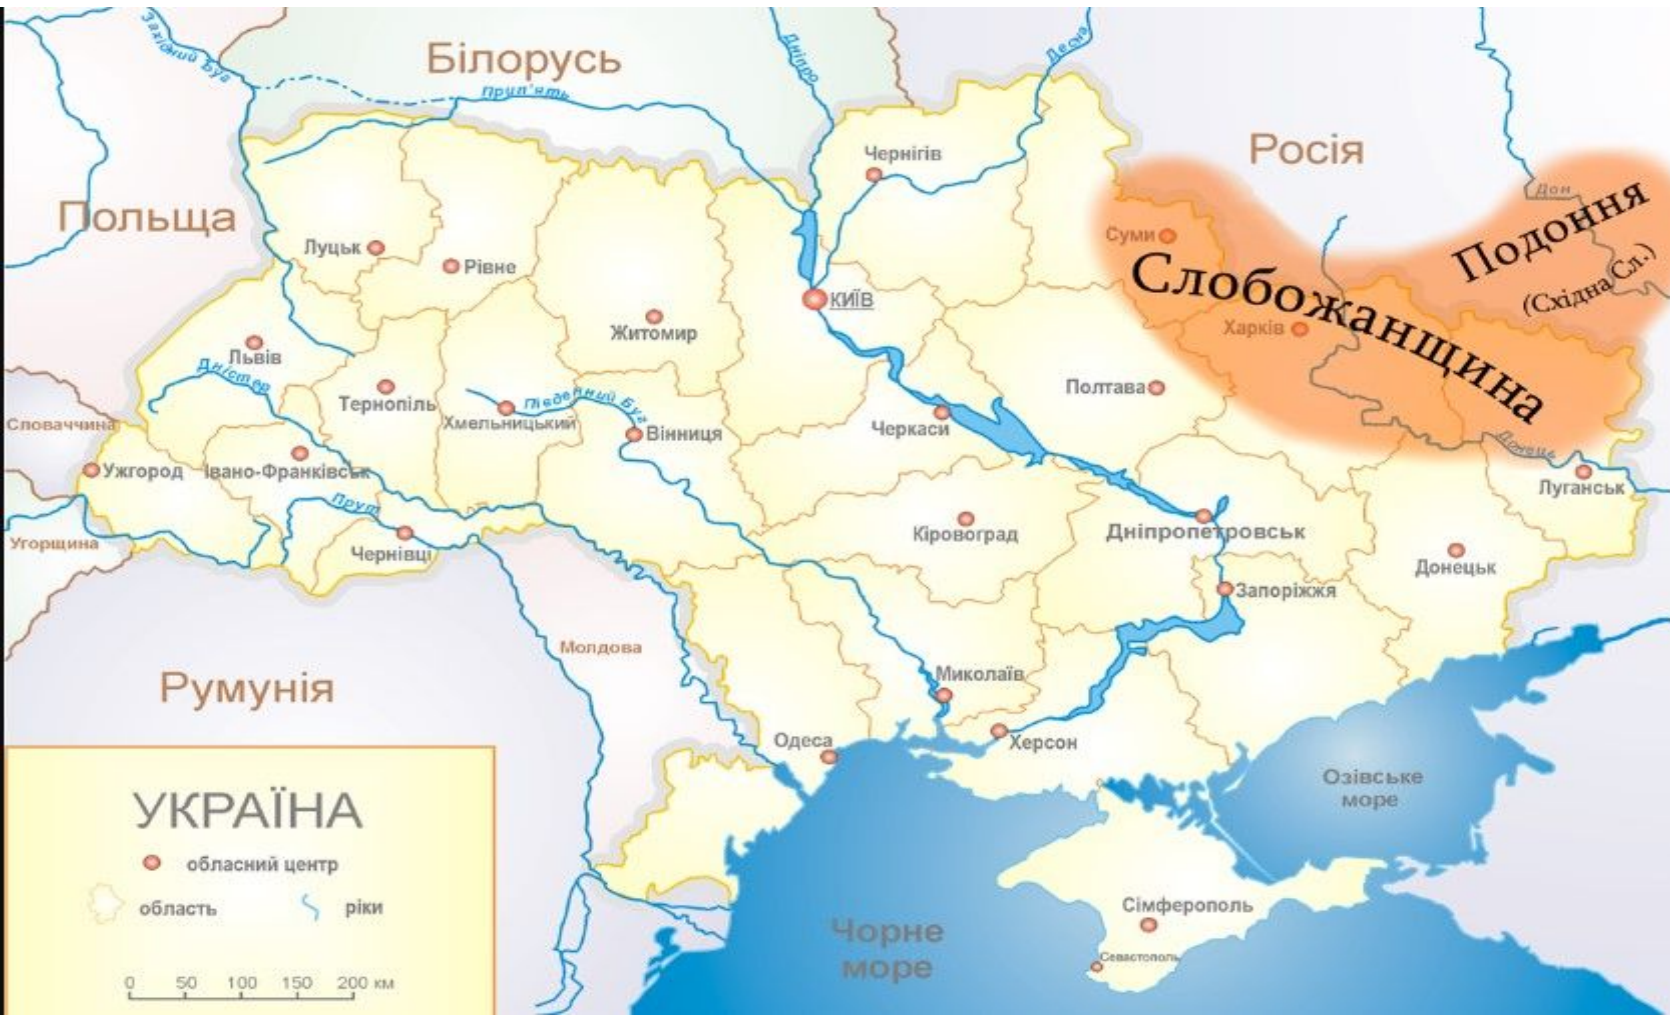 Західний Буг
Білорусь
Прип'ять
Дніпро
Десна
Росія
Чернігів
Дон
Подоння
(Східна Сл.)
Польща
Луцьк
Рівне
Суми
Слобожанщина
КИЇВ
Житомир
Харків
Львів
Дністер
Тернопіль
Хмельницький
Південний Буг
Вінниця
Черкаси
Полтава
Словаччина
Ужгород
Івано-Франківськ
Донець
Луганськ
Прут
Угорщина
Чернівці
Кіровоград
Дніпропетровськ
Донецьк
Запоріжжя
Молдова
Румунія
Миколаїв
Одеса
Херсон
Озівське
море
УКРАЇНА
обласний центр
область
ріки
0 50 100 150 200 км
Чорне
море
Сімферополь
Севастополь